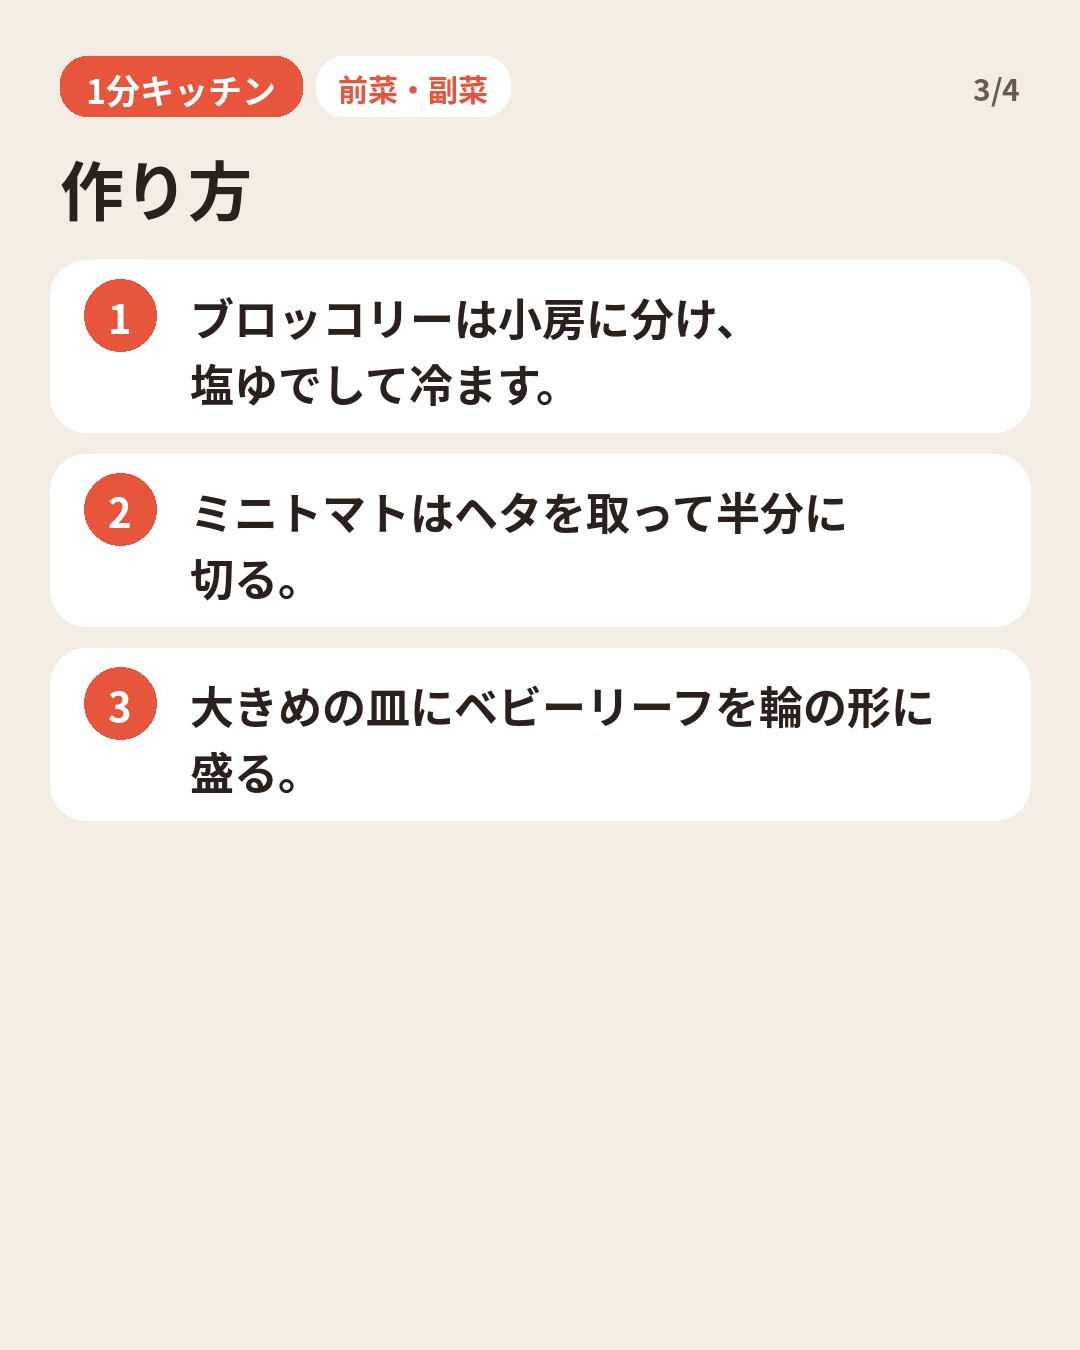 1分キッチン
前菜・副菜
3/4
作り方
1
ブロッコリーは小房に分け、
塩ゆでして冷ます。
2
ミニトマトはヘタを取って半分に
切る。
3
大きめの皿にベビーリーフを輪の形に
盛る。